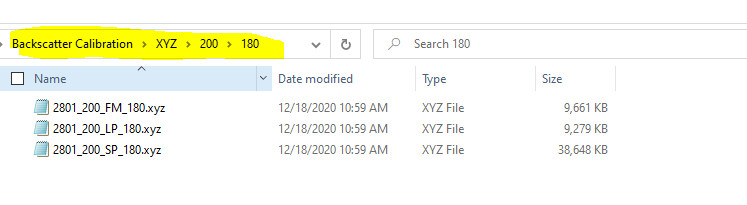 Backscatter Calibration > XYZ > 200 > 180
Search 180
Name Date modified Type Size
2801_200_FM_180.xyz 12/18/2020 10:59 AM XYZ File 9,661 KB
2801_200_LP_180.xyz 12/18/2020 10:59 AM XYZ File 9,279 KB
2801_200_SP_180.xyz 12/18/2020 10:59 AM XYZ File 38,648 KB